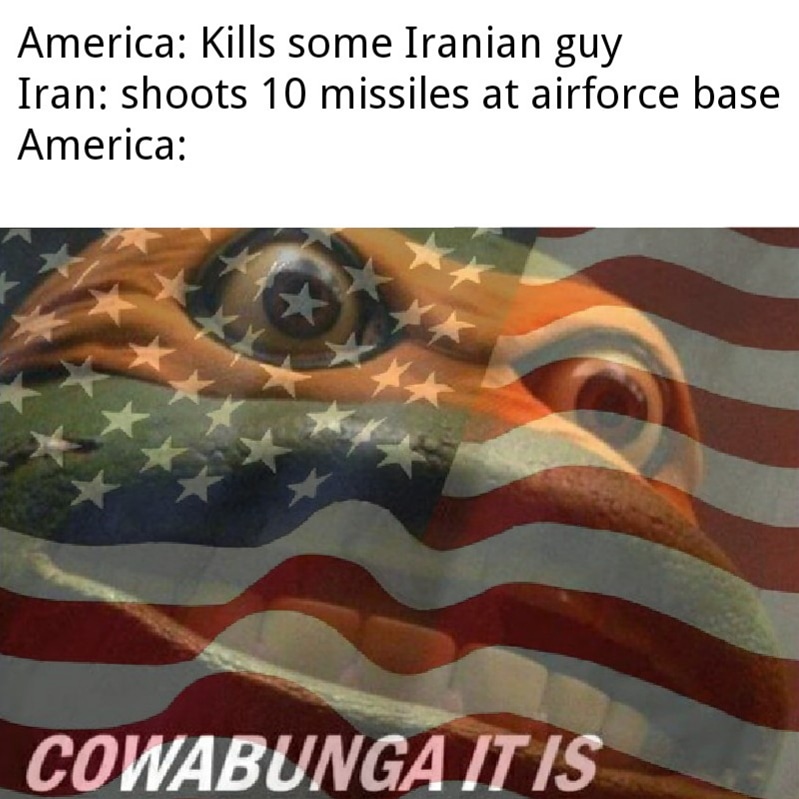 America: Kills some Iranian guy
Iran: shoots 10 missiles at airforce base
America:
COWABUNGA IT IS